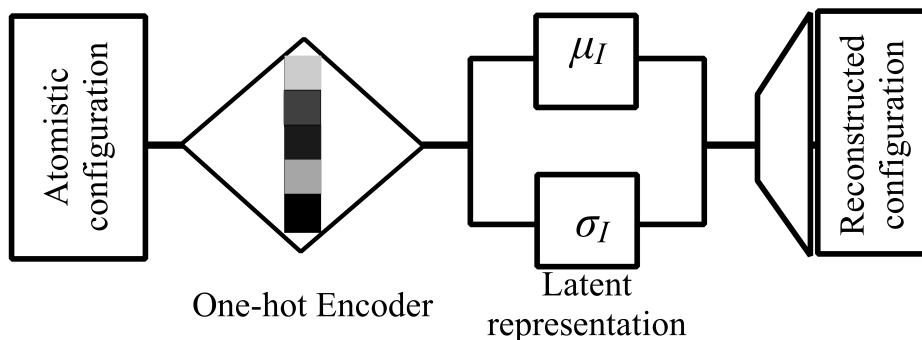 Atomistic
configuration
μ_I
σ_I
Reconstructed
configuration
One-hot Encoder
Latent
representation